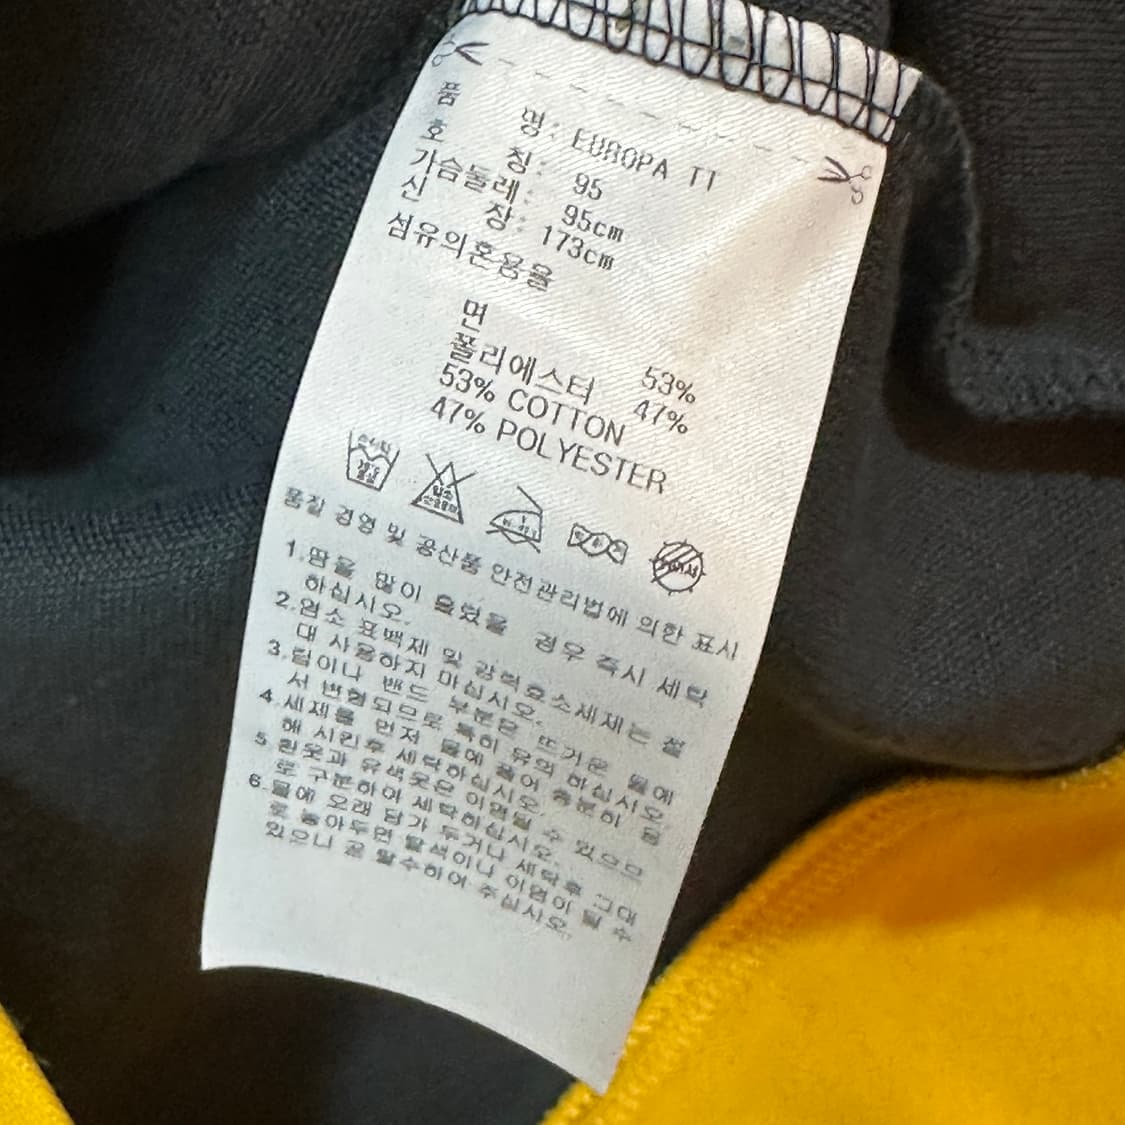 품 명: EUROPA TT
호 칭: 95
가슴둘레: 95cm
신 장: 173cm
섬유의혼용율
면 53%
폴리에스터 47%
53% COTTON
47% POLYESTER
품질 경영 및 공산품 안전관리법에 의한 표시
1.땀을 많이 흘렸을 경우 즉시 세탁
하십시오.
2.염소 표백제 및 강력효소세제는 절
대 사용하지 마십시오.
3.립이나 밴드 부분은 뜨거운 물에
서 변형되므로 특히 유의 하십시오
4.세제를 먼저 물에 풀어 충분히 용
해 시킨후 세탁하십시오.
5.흰옷과 유색옷은 이염될 수 있으므
로 구분하여 세탁하십시오.
6.물에 오래 담가 두거나 세탁후 그대
로 놓아두면 탈색이나 이염이 될 수
있으니 곧 탈수하여 주십시오.